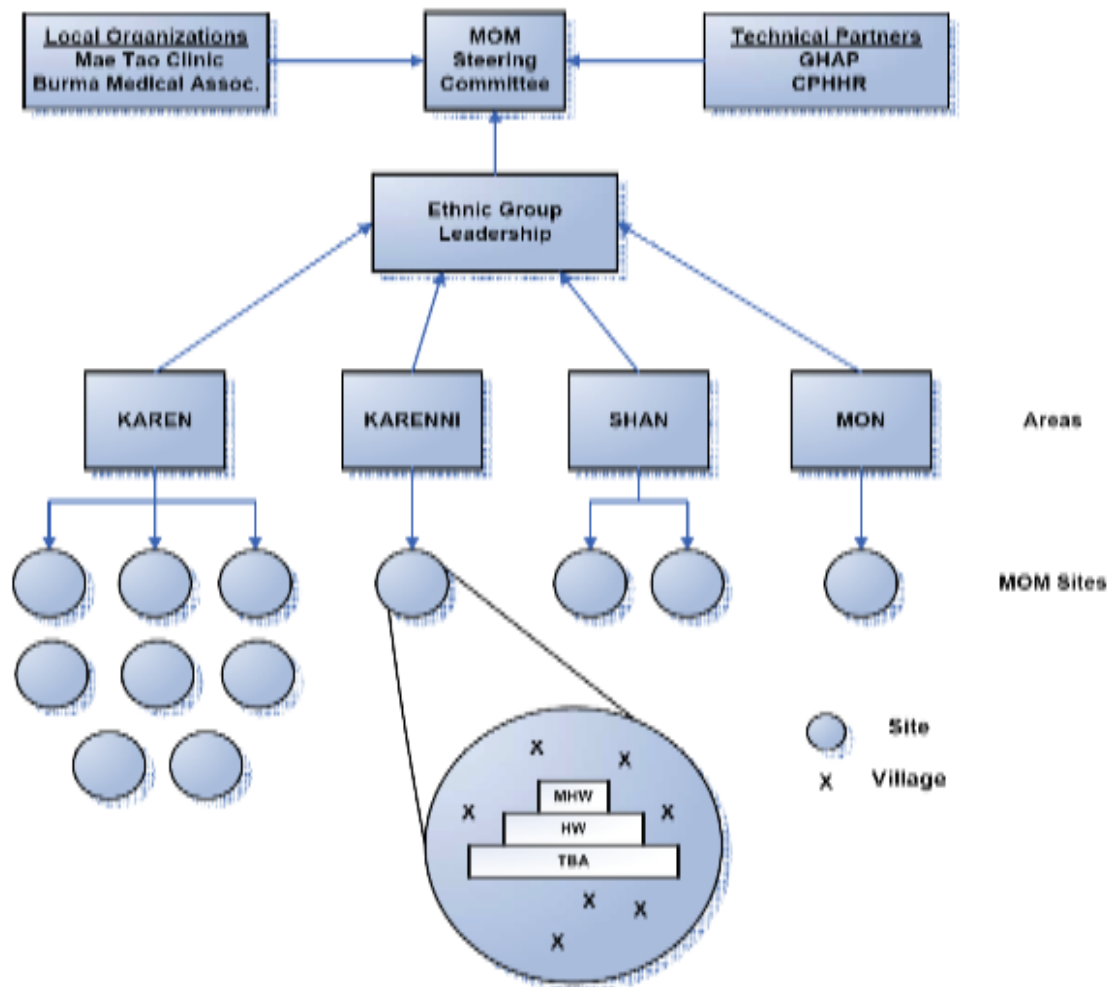 Local Organizations
Mae Tao Clinic
Burma Medical Assoc.
MOM
Steering
Committee
Technical Partners
GHAP
CPHHR
Ethnic Group
Leadership
KAREN
KARENNI
SHAN
MON
Areas
MOM Sites
Site
X Village
X
X
X
MHW
X
HW
TBA
X
X
X